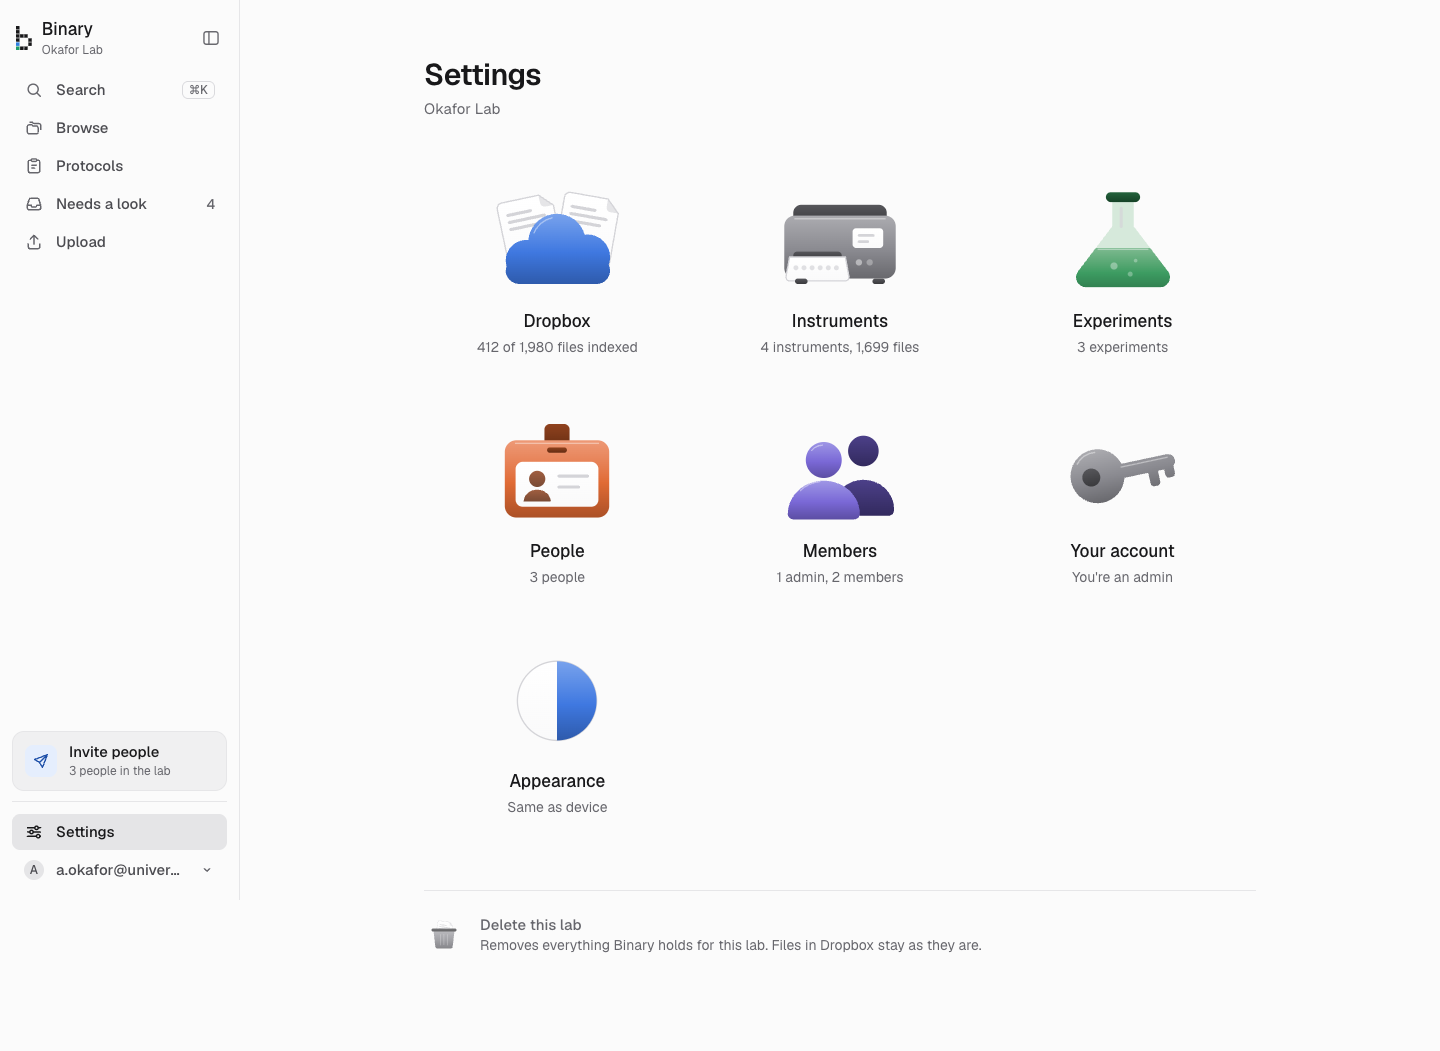 Binary
Okafor Lab
Search ⌘K
Browse
Protocols
Needs a look 4
Upload
Invite people
3 people in the lab
Settings
A a.okafor@univer...
Settings
Okafor Lab
Dropbox
412 of 1,980 files indexed
Instruments
4 instruments, 1,699 files
Experiments
3 experiments
People
3 people
Members
1 admin, 2 members
Your account
You're an admin
Appearance
Same as device
Delete this lab
Removes everything Binary holds for this lab. Files in Dropbox stay as they are.